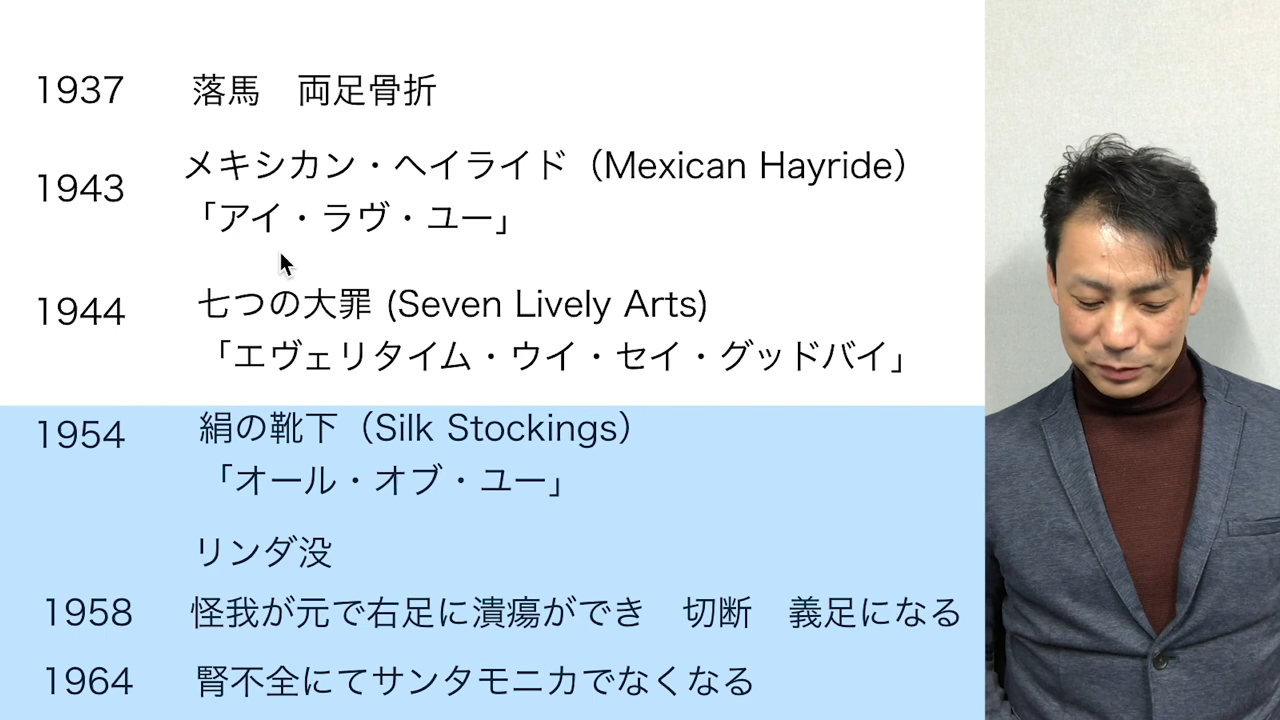 1937 落馬 両足骨折
1943 メキシカン・ヘイライド（Mexican Hayride）
「アイ・ラヴ・ユー」
1944 七つの大罪 (Seven Lively Arts)
「エヴェリタイム・ウイ・セイ・グッドバイ」
1954 絹の靴下（Silk Stockings）
「オール・オブ・ユー」
リンダ没
1958 怪我が元で右足に潰瘍ができ 切断 義足になる
1964 腎不全にてサンタモニカでなくなる